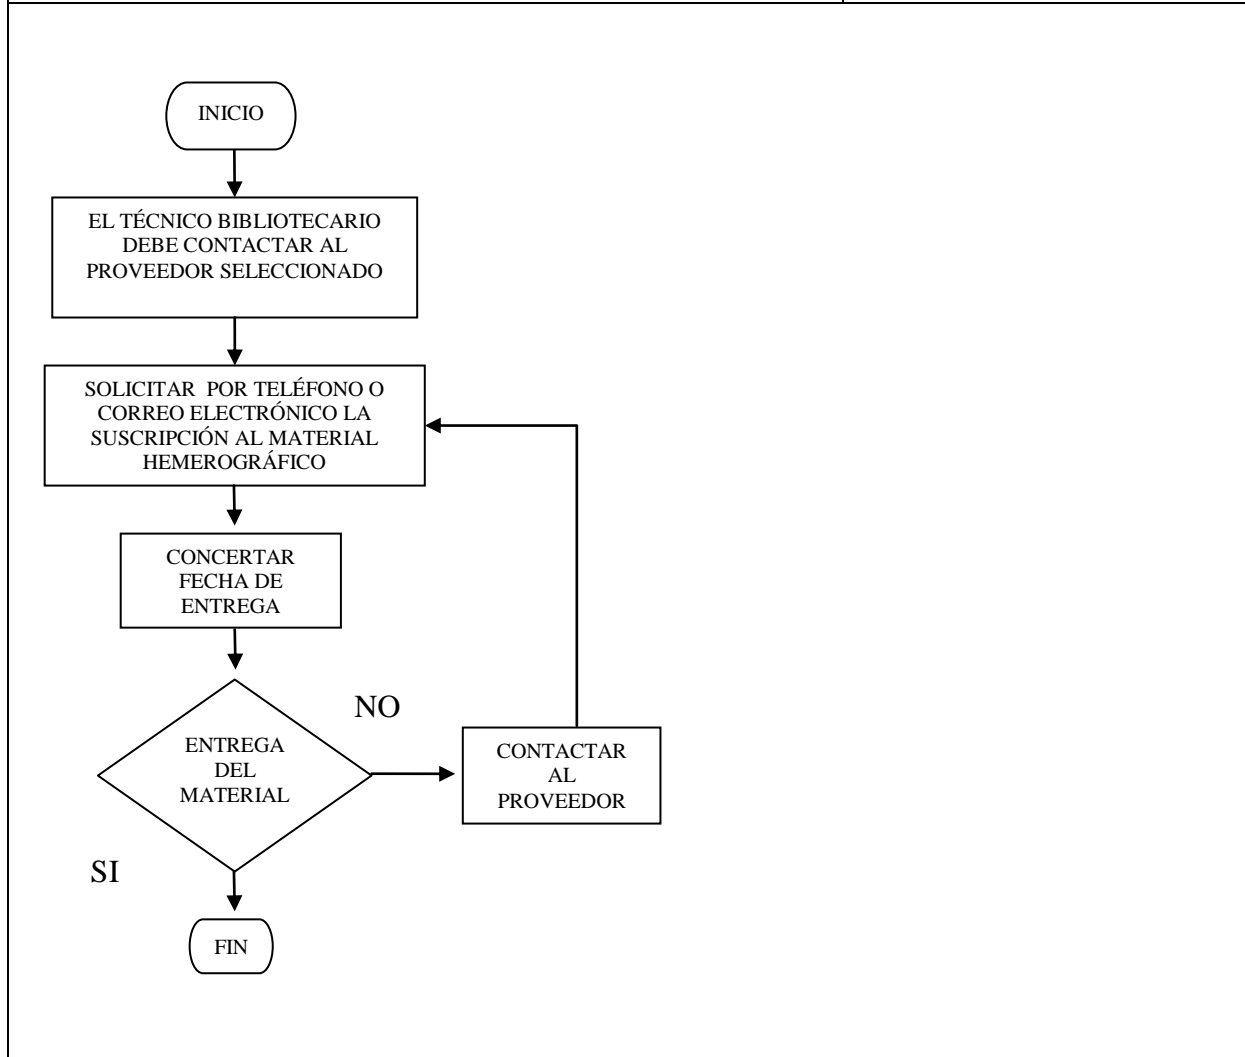 INICIO
EL TÉCNICO BIBLIOTECARIO
DEBE CONTACTAR AL
PROVEEDOR SELECCIONADO
SOLICITAR POR TELÉFONO O
CORREO ELECTRÓNICO LA
SUSCRIPCIÓN AL MATERIAL
HEMEROGRÁFICO
CONCERTAR
FECHA DE
ENTREGA
ENTREGA
DEL
MATERIAL
NO
CONTACTAR
AL
PROVEEDOR
SI
FIN